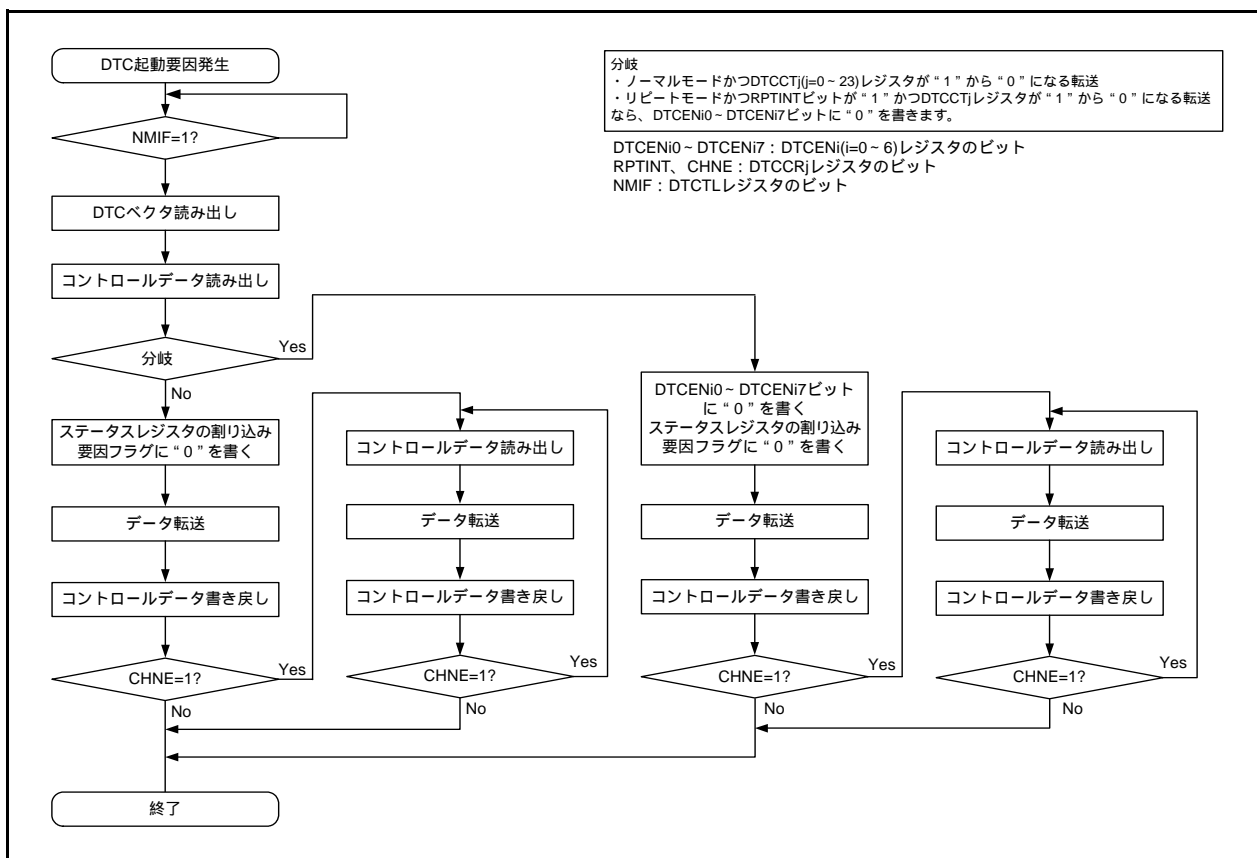 DTC起動要因発生
NMIF=1?
DTCベクタ読み出し
コントロールデータ読み出し
分岐
Yes
No
ステータスレジスタの割り込み
要因フラグに“0”を書く
データ転送
コントロールデータ書き戻し
CHNE=1?
Yes
No
終了
コントロールデータ読み出し
データ転送
コントロールデータ書き戻し
CHNE=1?
Yes
No
分岐
・ノーマルモードかつDTCCTj(j=0~23)レジスタが“1”から“0”になる転送
・リピートモードかつRPTINTビットが“1”かつDTCCTjレジスタが“1”から“0”になる転送
なら、DTCENi0~DTCENi7ビットに“0”を書きます。
DTCENi0~DTCENi7:DTCENi(i=0~6)レジスタのビット
RPTINT、CHNE:DTCCRjレジスタのビット
NMIF:DTCTLレジスタのビット
DTCENi0~DTCENi7ビット
に“0”を書く
ステータスレジスタの割り込み
要因フラグに“0”を書く
データ転送
コントロールデータ書き戻し
CHNE=1?
Yes
No
コントロールデータ読み出し
データ転送
コントロールデータ書き戻し
CHNE=1?
Yes
No